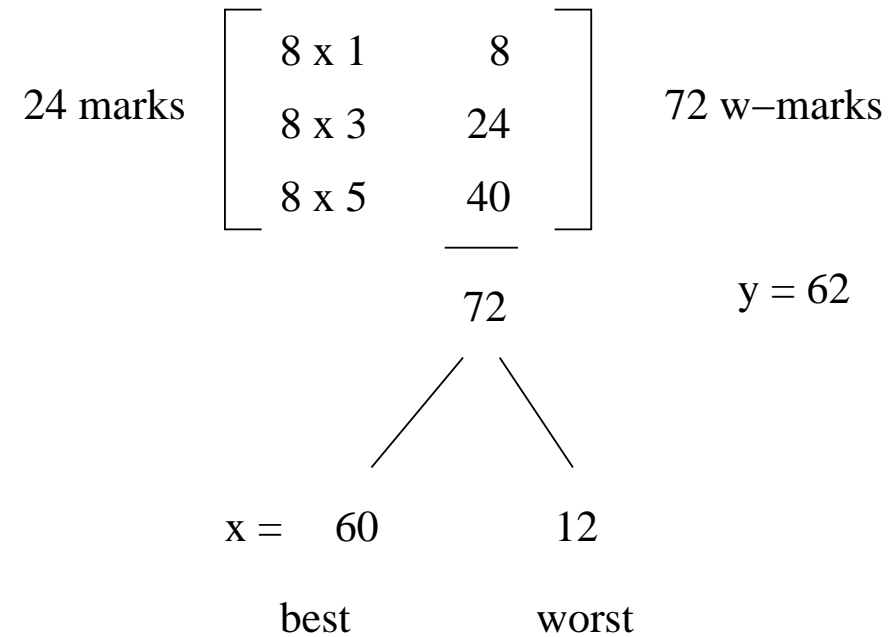 8 x 1 8
24 marks 8 x 3 24 72 w−marks
8 x 5 40
72 y = 62
x = 60 12
best worst